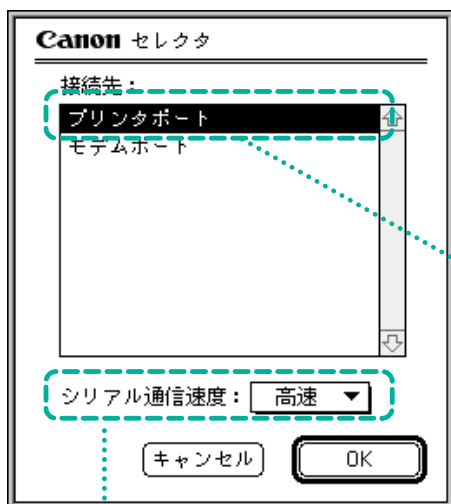 Canon セレクタ
接続先：
プリンタポート
モデムポート
シリアル通信速度： 高速
キャンセル OK